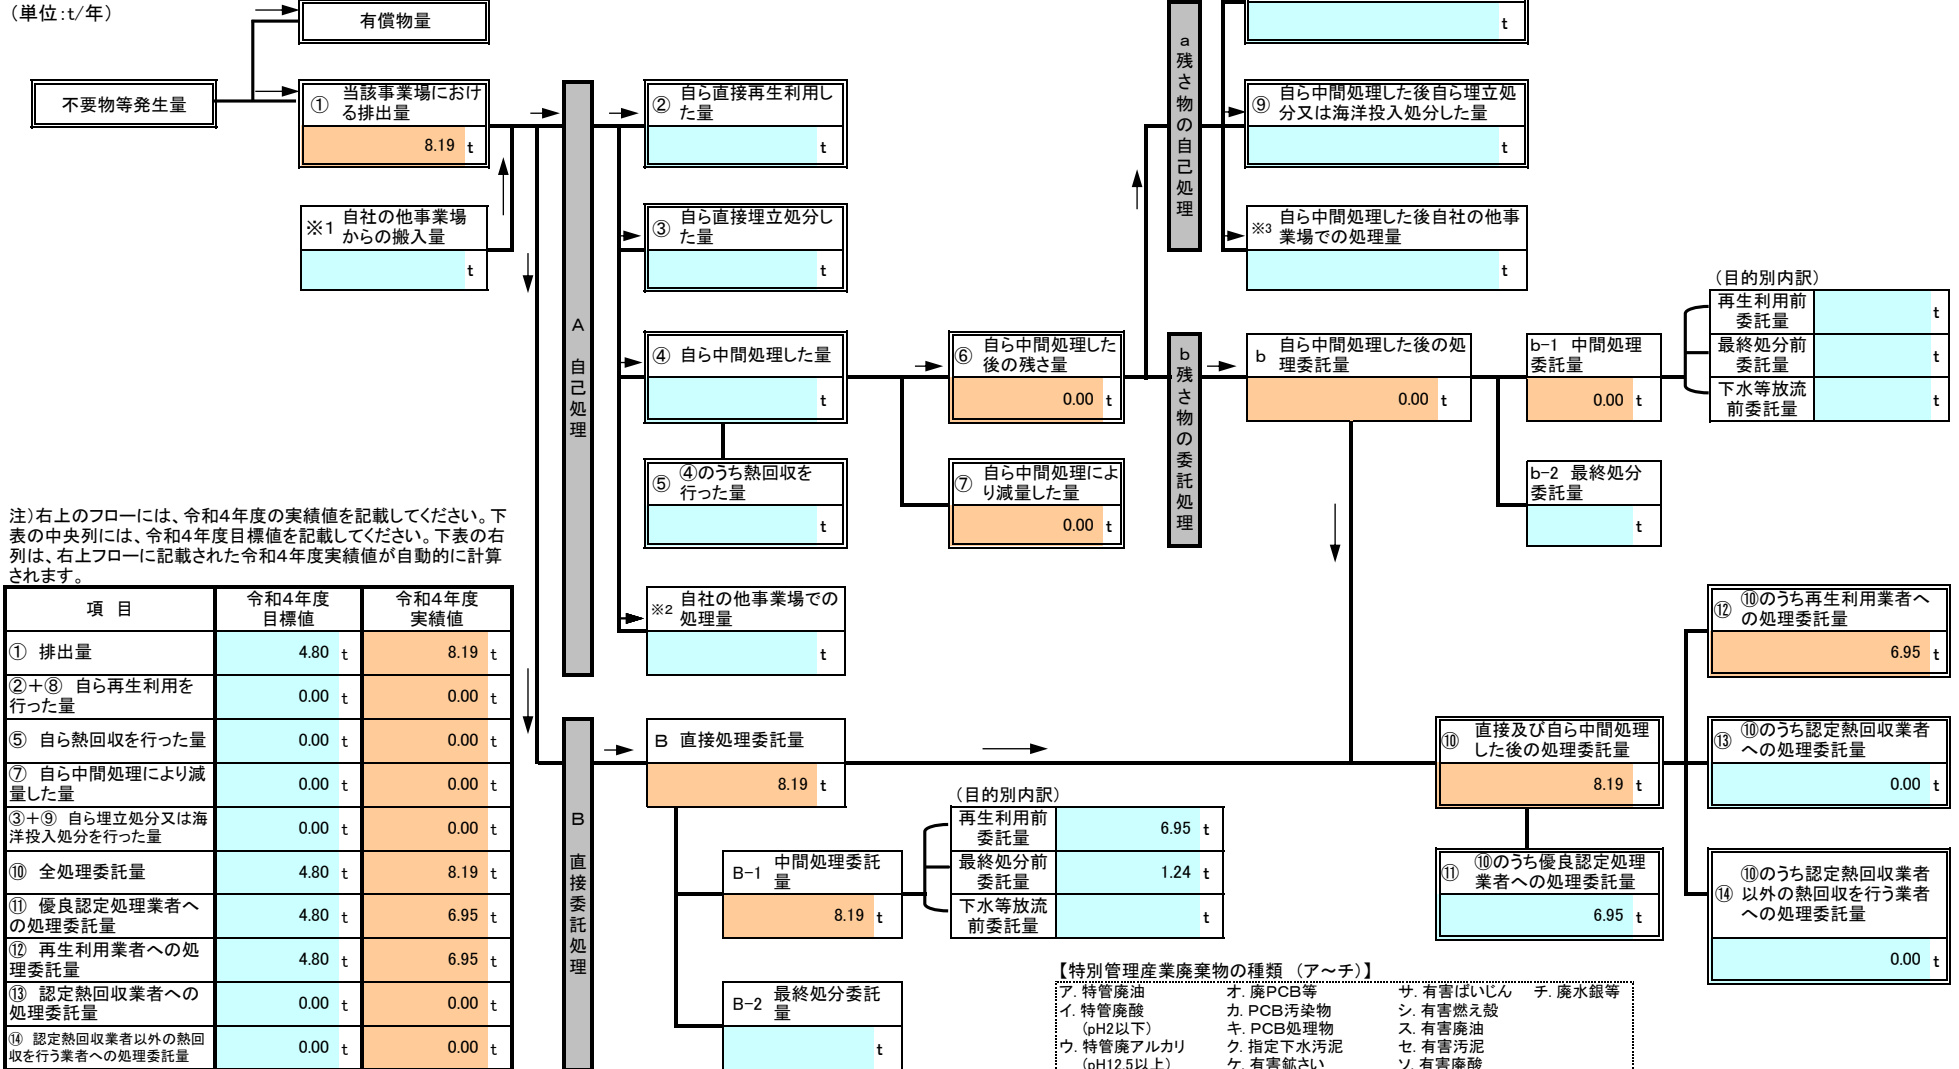 （単位：t/年）
有償物量
不要物等発生量
① 当該事業場におけ
る排出量
8.19 t
※1 自社の他事業場
からの搬入量
t
A 自己処理
② 自ら直接再生利用し
た量
t
③ 自ら直接埋立処分し
た量
t
④ 自ら中間処理した量
t
⑤ ④のうち熱回収を
行った量
t
※2 自社の他事業場での
処理量
t
⑥ 自ら中間処理した
後の残さ量
0.00 t
⑦ 自ら中間処理によ
り減量した量
0.00 t
a 残さ物の自己処理
t
⑨ 自ら中間処理した後自ら埋立処
分又は海洋投入処分した量
t
※3 自ら中間処理した後自社の他事
業場での処理量
t
b 残さ物の委託処理
b 自ら中間処理した後の処
理委託量
0.00 t
b-1 中間処理
委託量
0.00 t
b-2 最終処分
委託量
t
（目的別内訳）
再生利用前
委託量
t
最終処分前
委託量
t
下水等放流
前委託量
t
注）右上のフローには、令和４年度の実績値を記載してください。下
表の中央列には、令和４年度目標値を記載してください。下表の右
列は、右上フローに記載された令和４年度実績値が自動的に計算
されます。
項 目 令和４年度 目標値 令和４年度 実績値
① 排出量 4.80 t 8.19 t
②＋⑧ 自ら再生利用を
行った量 0.00 t 0.00 t
⑤ 自ら熱回収を行った量 0.00 t 0.00 t
⑦ 自ら中間処理により減
量した量 0.00 t 0.00 t
③＋⑨ 自ら埋立処分又は海
洋投入処分を行った量 0.00 t 0.00 t
⑩ 全処理委託量 4.80 t 8.19 t
⑪ 優良認定処理業者へ
の処理委託量 4.80 t 6.95 t
⑫ 再生利用業者への処
理委託量 4.80 t 6.95 t
⑬ 認定熱回収業者への
処理委託量 0.00 t 0.00 t
⑭ 認定熱回収業者以外の熱回
収を行う業者への処理委託量 0.00 t 0.00 t
B 直接委託処理
B 直接処理委託量
8.19 t
B-1 中間処理委託
量
8.19 t
B-2 最終処分委託
量
t
（目的別内訳）
再生利用前
委託量
6.95 t
最終処分前
委託量
1.24 t
下水等放流
前委託量
t
⑩ 直接及び自ら中間処理
した後の処理委託量
8.19 t
⑪ ⑩のうち優良認定処理
業者への処理委託量
6.95 t
⑫ ⑩のうち再生利用業者へ
の処理委託量
6.95 t
⑬ ⑩のうち認定熱回収業者
への処理委託量
0.00 t
⑭ ⑩のうち認定熱回収業者
以外の熱回収を行う業者
への処理委託量
0.00 t
【特別管理産業廃棄物の種類 （ア～チ）】
ア. 特管廃油 オ. 廃PCB等 サ. 有害ばいじん チ. 廃水銀等
イ. 特管廃酸 カ. PCB汚染物 シ. 有害燃え殻
（pH2以下） キ. PCB処理物 ス. 有害廃油
ウ. 特管廃アルカリ ク. 指定下水汚泥 セ. 有害汚泥
（pH12.5以上） ケ. 有害鉱さい ソ. 有害廃酸